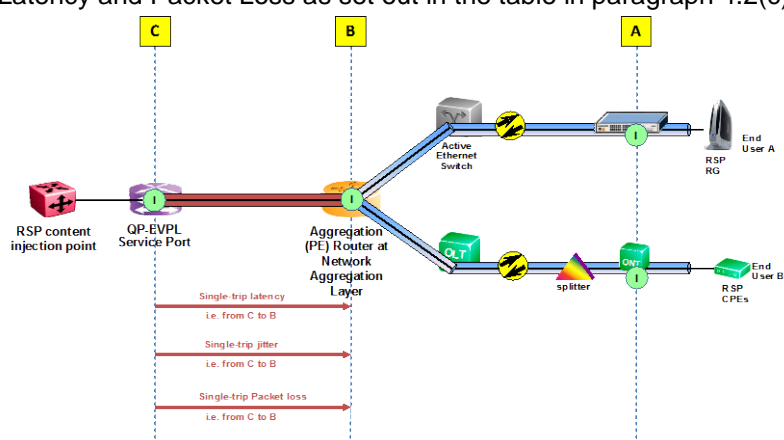 Latency and Packet Loss as set out in the table in paragraph 4.2(c)
C
B
A
Active
Ethernet
Switch
I
End
User A
RSP
RG
I
I
RSP content
injection point
QP-EVPL
Service Port
Aggregation
(PE) Router at
Network
Aggregation
Layer
OLT
splitter
ONT
I
End
User B
RSP
CPEs
Single-trip latency
i.e. from C to B
Single-trip jitter
i.e. from C to B
Single-trip Packet loss
i.e. from C to B